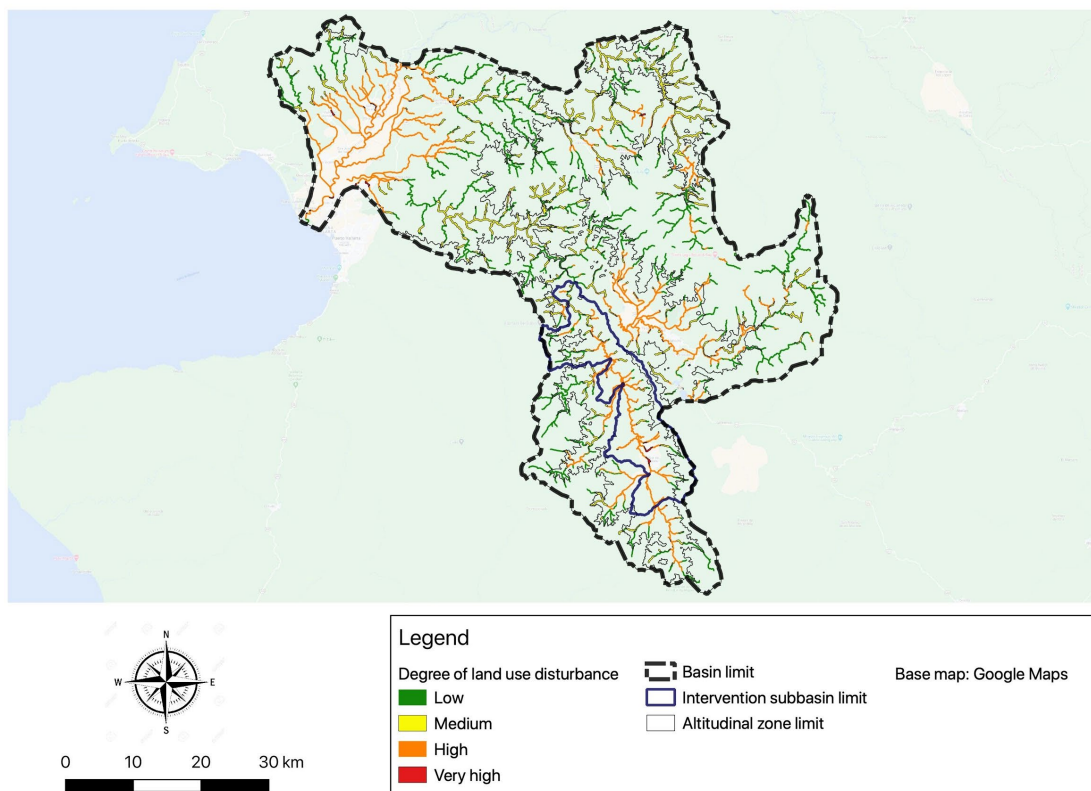 N
W
E
S
0 10 20 30 km
Legend
Degree of land use disturbance
Low
Medium
High
Very high
Basin limit
Intervention subbasin limit
Altitudinal zone limit
Base map: Google Maps